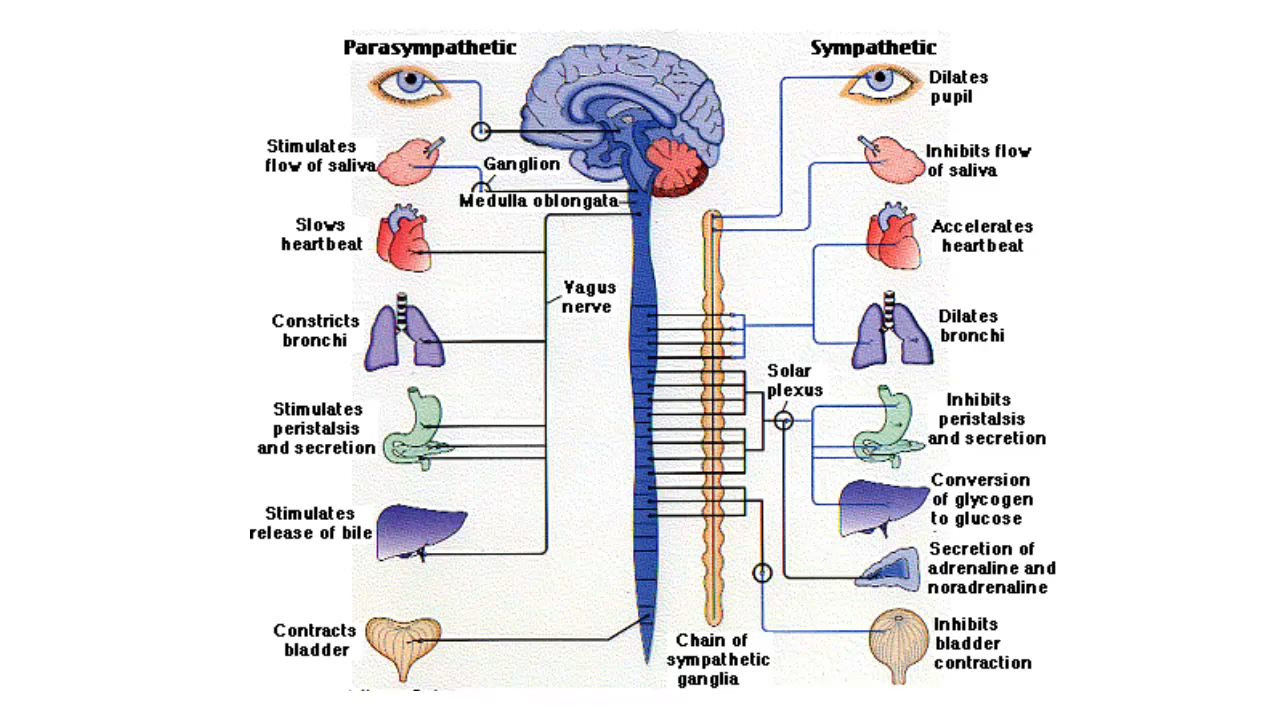 Parasympathetic
Stimulates
flow of saliva
Slows
heartbeat
Constricts
bronchi
Stimulates
peristalsis
and secretion
Stimulates
release of bile
Contracts
bladder
Ganglion
Medulla oblongata
Vagus
nerve
Solar
plexus
Chain of
sympathetic
ganglia
Sympathetic
Dilates
pupil
Inhibits flow
of saliva
Accelerates
heartbeat
Dilates
bronchi
Inhibits
peristalsis
and secretion
Conversion
of glycogen
to glucose
Secretion of
adrenaline and
noradrenaline
Inhibits
bladder
contraction